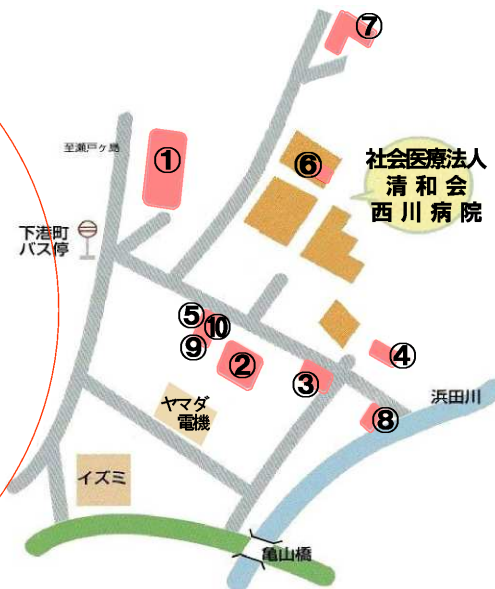 ⑦
至瀬戸ヶ島
①
⑥
社会医療法人
清和会
西川病院
下港町
バス停
⑤
⑩
⑨
②
③
④
⑧
浜田川
ヤマダ
電機
イズミ
亀山橋